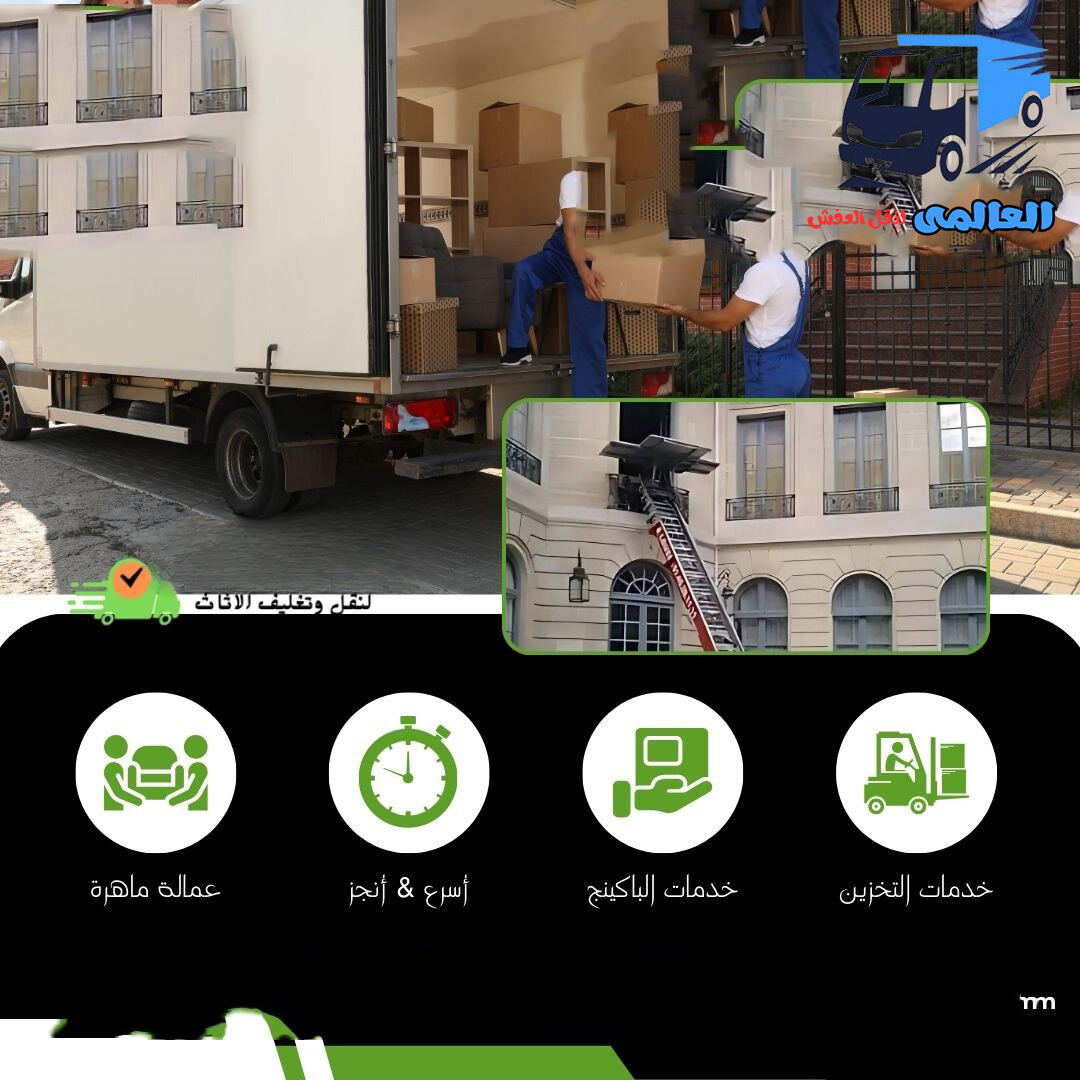 العالمى لنقل العفش
لنقل وتغليف الاثاث
خدمات التخزين
خدمات الباكينج
أسرع & أنجز
عمالة ماهرة